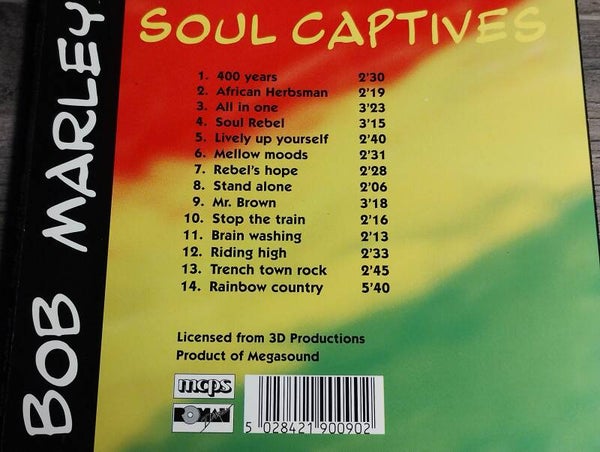 BOB MARLEY
SOUL CAPTIVES
1. 400 years 2'30
2. African Herbsman 2'19
3. All in one 3'23
4. Soul Rebel 3'15
5. Lively up yourself 2'40
6. Mellow moods 2'31
7. Rebel's hope 2'28
8. Stand alone 2'06
9. Mr. Brown 3'18
10. Stop the train 2'16
11. Brain washing 2'13
12. Riding high 2'33
13. Trench town rock 2'45
14. Rainbow country 5'40
Licensed from 3D Productions
Product of Megasound
mcps
5 028421 900902